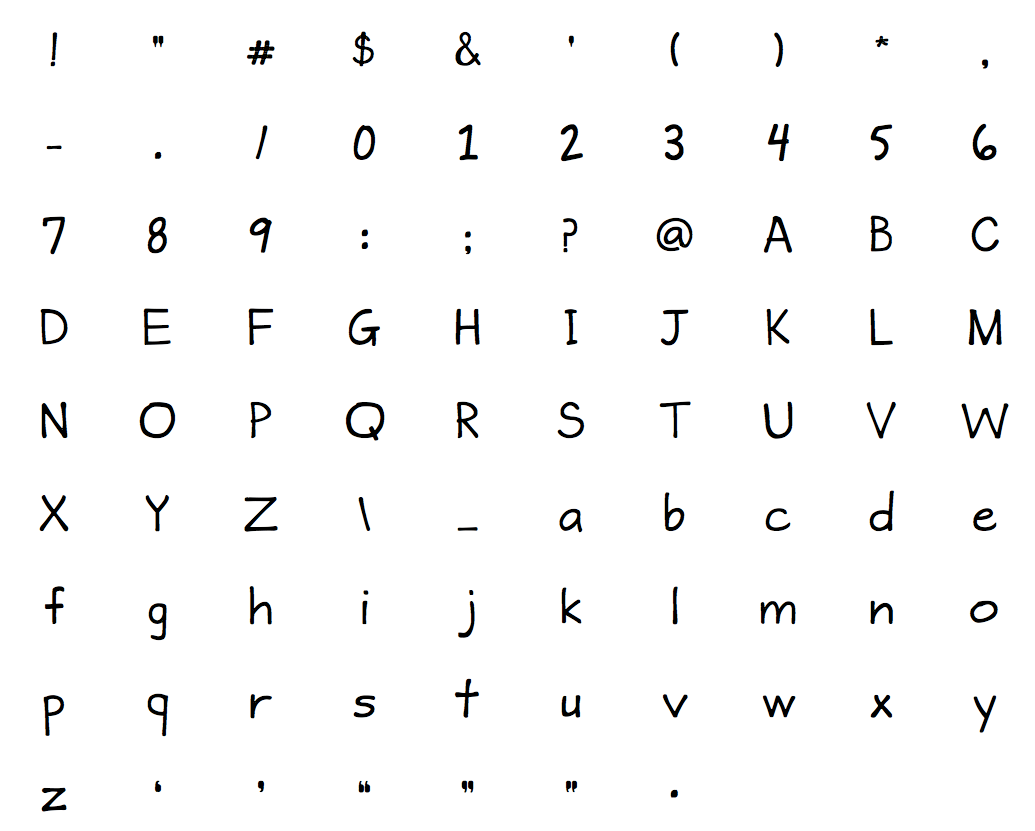 ! " # $ & ' ( ) * ,
- . / 0 1 2 3 4 5 6
7 8 9 : ; ? @ A B C
D E F G H I J K L M
N O P Q R S T U V W
X Y Z \ _ a b c d e
f g h i j k l m n o
p q r s t u v w x y
z ‘ ’ “ ” " .